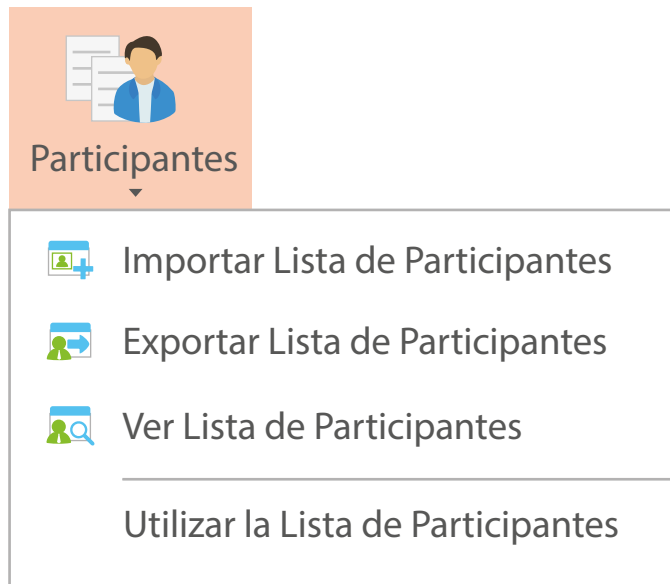 Participantes
Importar Lista de Participantes
Exportar Lista de Participantes
Ver Lista de Participantes
Utilizar la Lista de Participantes